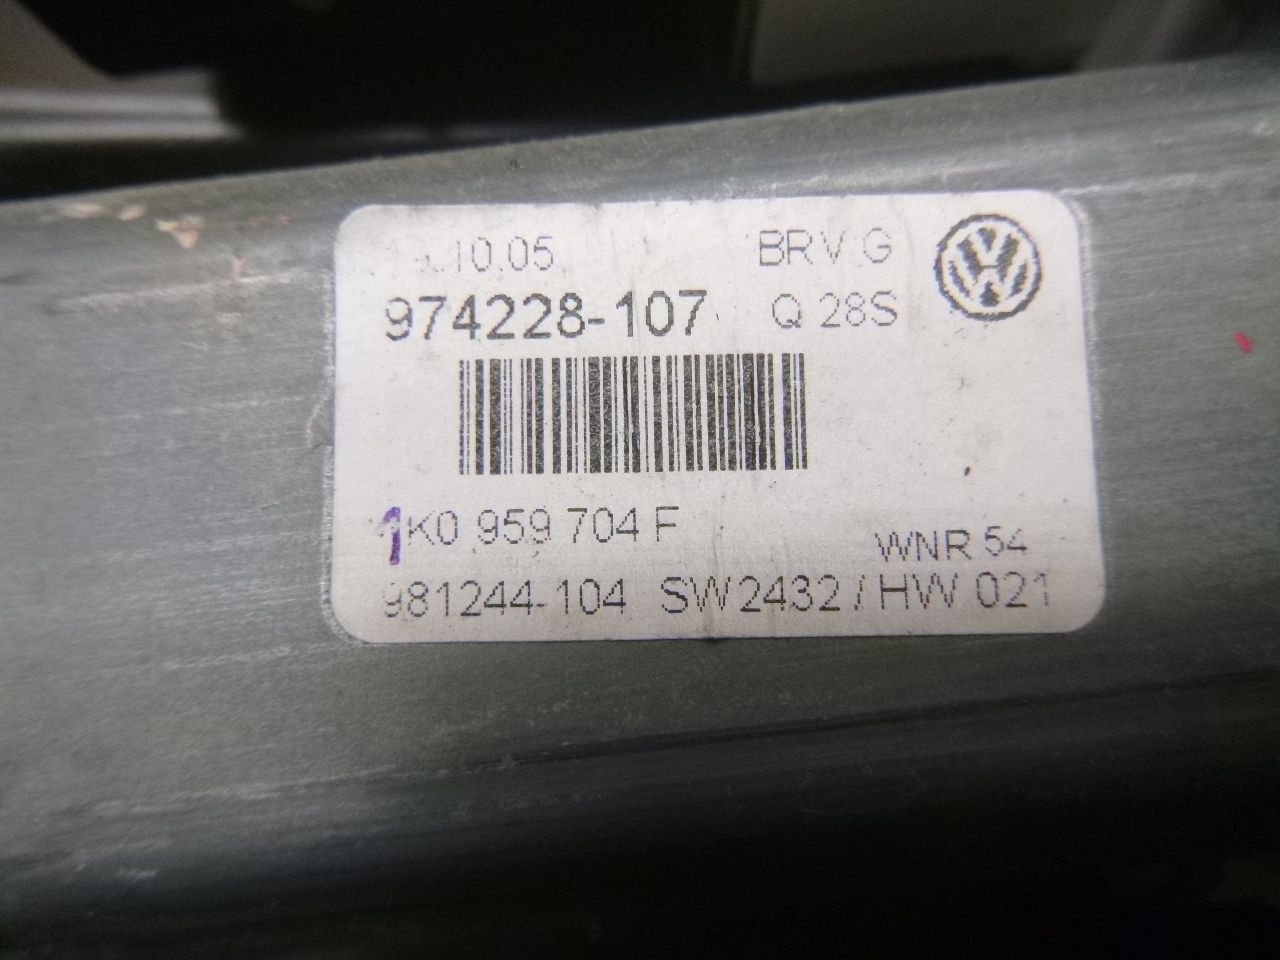 10.05 BRV G
974228-107 Q 28S
1K0 959 704 F
WNR 54
981244-104 SW2432 / HW 021